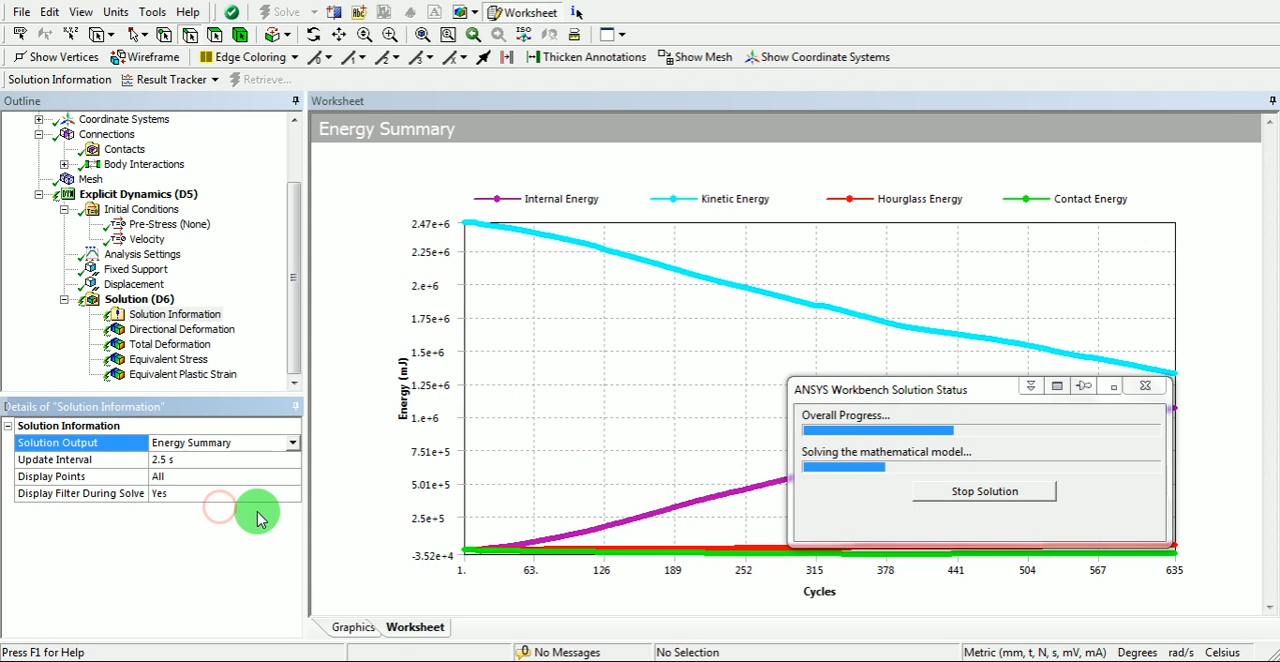 File Edit View Units Tools Help Solve Worksheet
Show Vertices Wireframe Edge Coloring Thicken Annotations Show Mesh Show Coordinate Systems
Solution Information Result Tracker Retrieve...
Outline
Coordinate Systems
Connections
Contacts
Body Interactions
Mesh
Explicit Dynamics (D5)
Initial Conditions
Pre-Stress (None)
Velocity
Analysis Settings
Fixed Support
Displacement
Solution (D6)
Solution Information
Directional Deformation
Total Deformation
Equivalent Stress
Equivalent Plastic Strain
Details of "Solution Information"
Solution Information
Solution Output Energy Summary
Update Interval 2.5 s
Display Points All
Display Filter During Solve Yes
Worksheet
Energy Summary
Internal Energy Kinetic Energy Hourglass Energy Contact Energy
2.47e+6
2.25e+6
2.e+6
1.75e+6
1.5e+6
1.25e+6
1.e+6
7.51e+5
5.01e+5
2.5e+5
-3.52e+4
Energy (mJ)
1. 63. 126 189 252 315 378 441 504 567 635
Cycles
ANSYS Workbench Solution Status
Overall Progress...
Solving the mathematical model...
Stop Solution
Graphics Worksheet
Press F1 for Help No Messages No Selection Metric (mm, t, N, s, mV, mA) Degrees rad/s Celsius